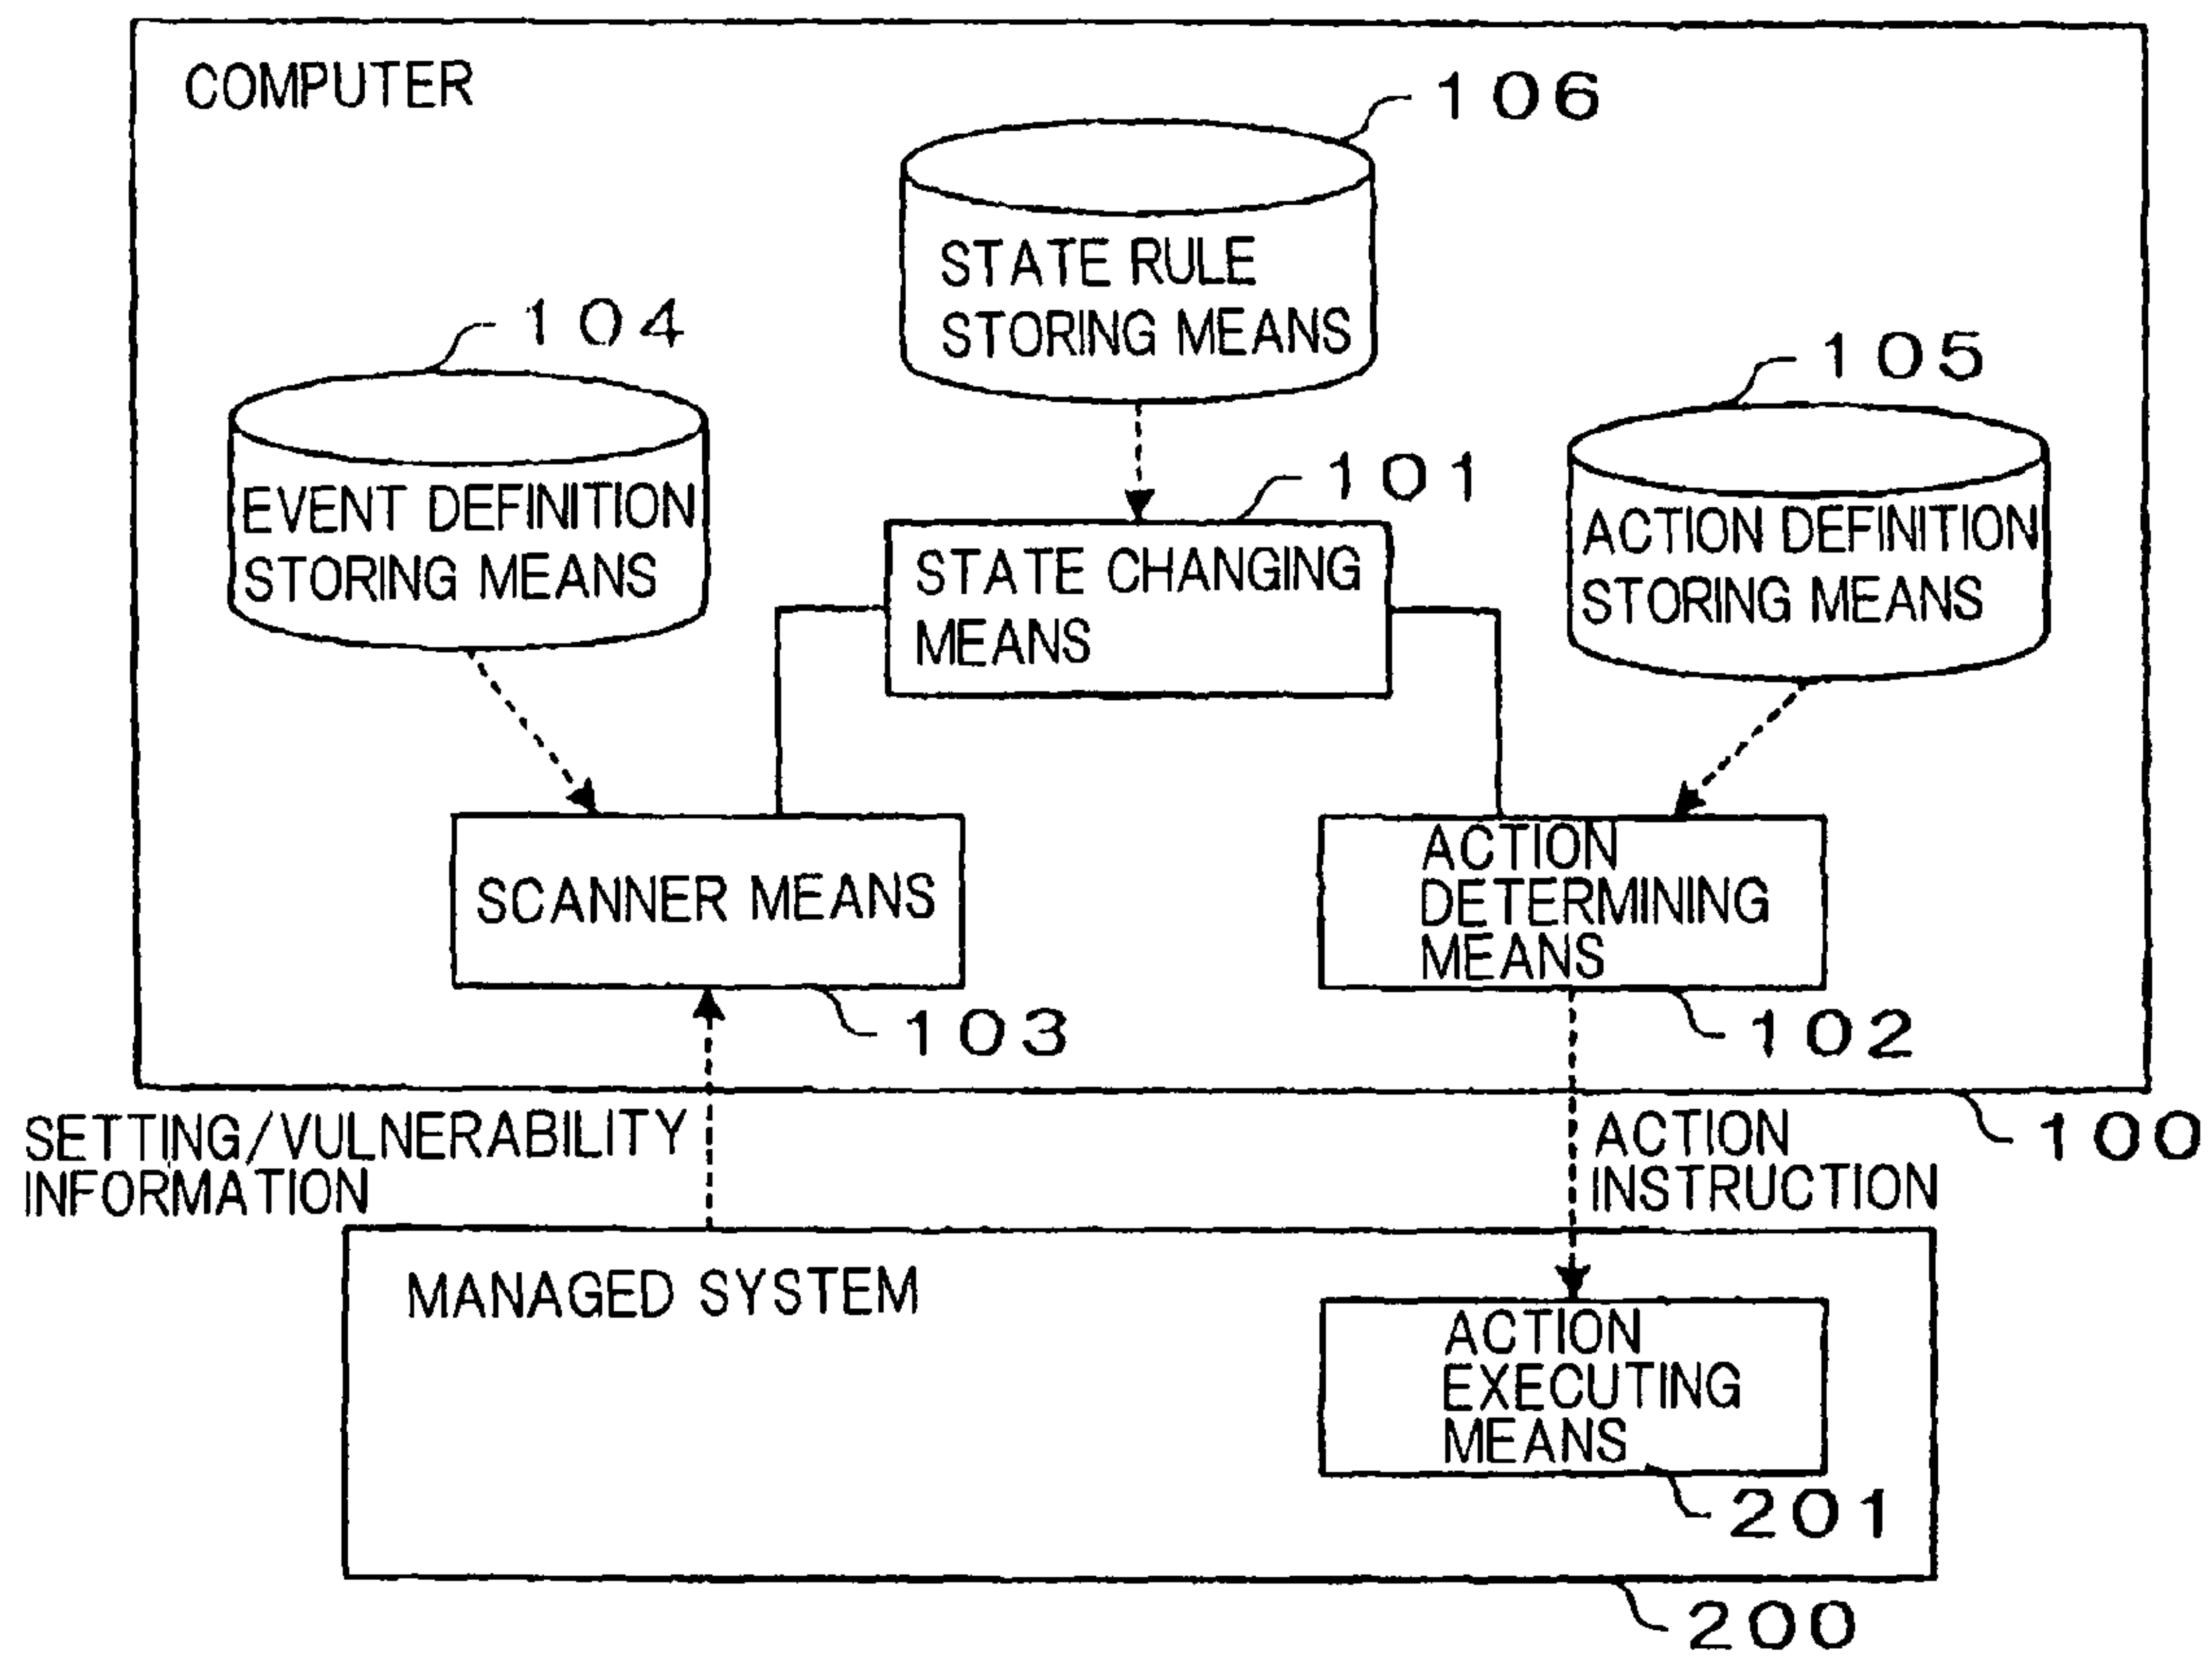 COMPUTER
106
STATE RULE
STORING MEANS
104
105
EVENT DEFINITION
STORING MEANS
101
ACTION DEFINITION
STORING MEANS
STATE CHANGING
MEANS
SCANNER MEANS
ACTION
DETERMINING
MEANS
103
102
SETTING/VULNERABILITY
INFORMATION
ACTION
INSTRUCTION
100
MANAGED SYSTEM
ACTION
EXECUTING
MEANS
201
200